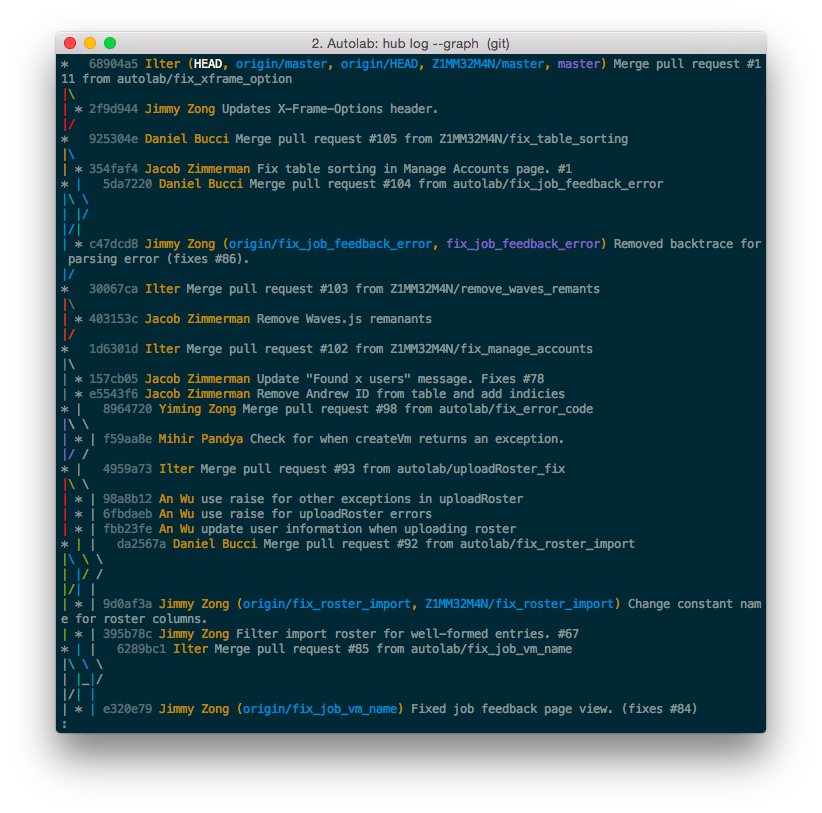 2. Autolab: hub log --graph (git)
*   68904a5 Ilter (HEAD, origin/master, origin/HEAD, Z1MM32M4N/master, master) Merge pull request #1
11 from autolab/fix_xframe_option
|\
| * 2f9d944 Jimmy Zong Updates X-Frame-Options header.
|/
*   925304e Daniel Bucci Merge pull request #105 from Z1MM32M4N/fix_table_sorting
|\
| * 354faf4 Jacob Zimmerman Fix table sorting in Manage Accounts page. #1
* |   5da7220 Daniel Bucci Merge pull request #104 from autolab/fix_job_feedback_error
|\ \
| |/
|/|
| * c47dcd8 Jimmy Zong (origin/fix_job_feedback_error, fix_job_feedback_error) Removed backtrace for
 parsing error (fixes #86).
|/
*   30067ca Ilter Merge pull request #103 from Z1MM32M4N/remove_waves_remants
|\
| * 403153c Jacob Zimmerman Remove Waves.js remanants
|/
*   1d6301d Ilter Merge pull request #102 from Z1MM32M4N/fix_manage_accounts
|\
| * 157cb05 Jacob Zimmerman Update "Found x users" message. Fixes #78
| * e5543f6 Jacob Zimmerman Remove Andrew ID from table and add indicies
* |   8964720 Yiming Zong Merge pull request #98 from autolab/fix_error_code
|\ \
| * | f59aa8e Mihir Pandya Check for when createVm returns an exception.
|/ /
* |   4959a73 Ilter Merge pull request #93 from autolab/uploadRoster_fix
|\ \
| * | 98a8b12 An Wu use raise for other exceptions in uploadRoster
| * | 6fbdaeb An Wu use raise for uploadRoster errors
| * | fbb23fe An Wu update user information when uploading roster
* | |   da2567a Daniel Bucci Merge pull request #92 from autolab/fix_roster_import
|\ \ \
| |/ /
|/| |
| * | 9d0af3a Jimmy Zong (origin/fix_roster_import, Z1MM32M4N/fix_roster_import) Change constant nam
e for roster columns.
| * | 395b78c Jimmy Zong Filter import roster for well-formed entries. #67
* | |   6289bc1 Ilter Merge pull request #85 from autolab/fix_job_vm_name
|\ \ \
| |_|/
|/| |
| * | e320e79 Jimmy Zong (origin/fix_job_vm_name) Fixed job feedback page view. (fixes #84)
: